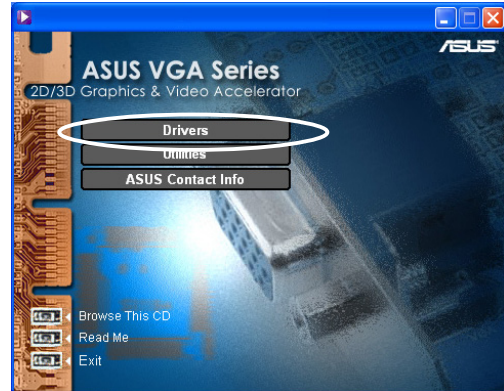 ASUS
ASUS VGA Series
2D/3D Graphics & Video Accelerator
Drivers
Utilities
ASUS Contact Info
Browse This CD
Read Me
Exit